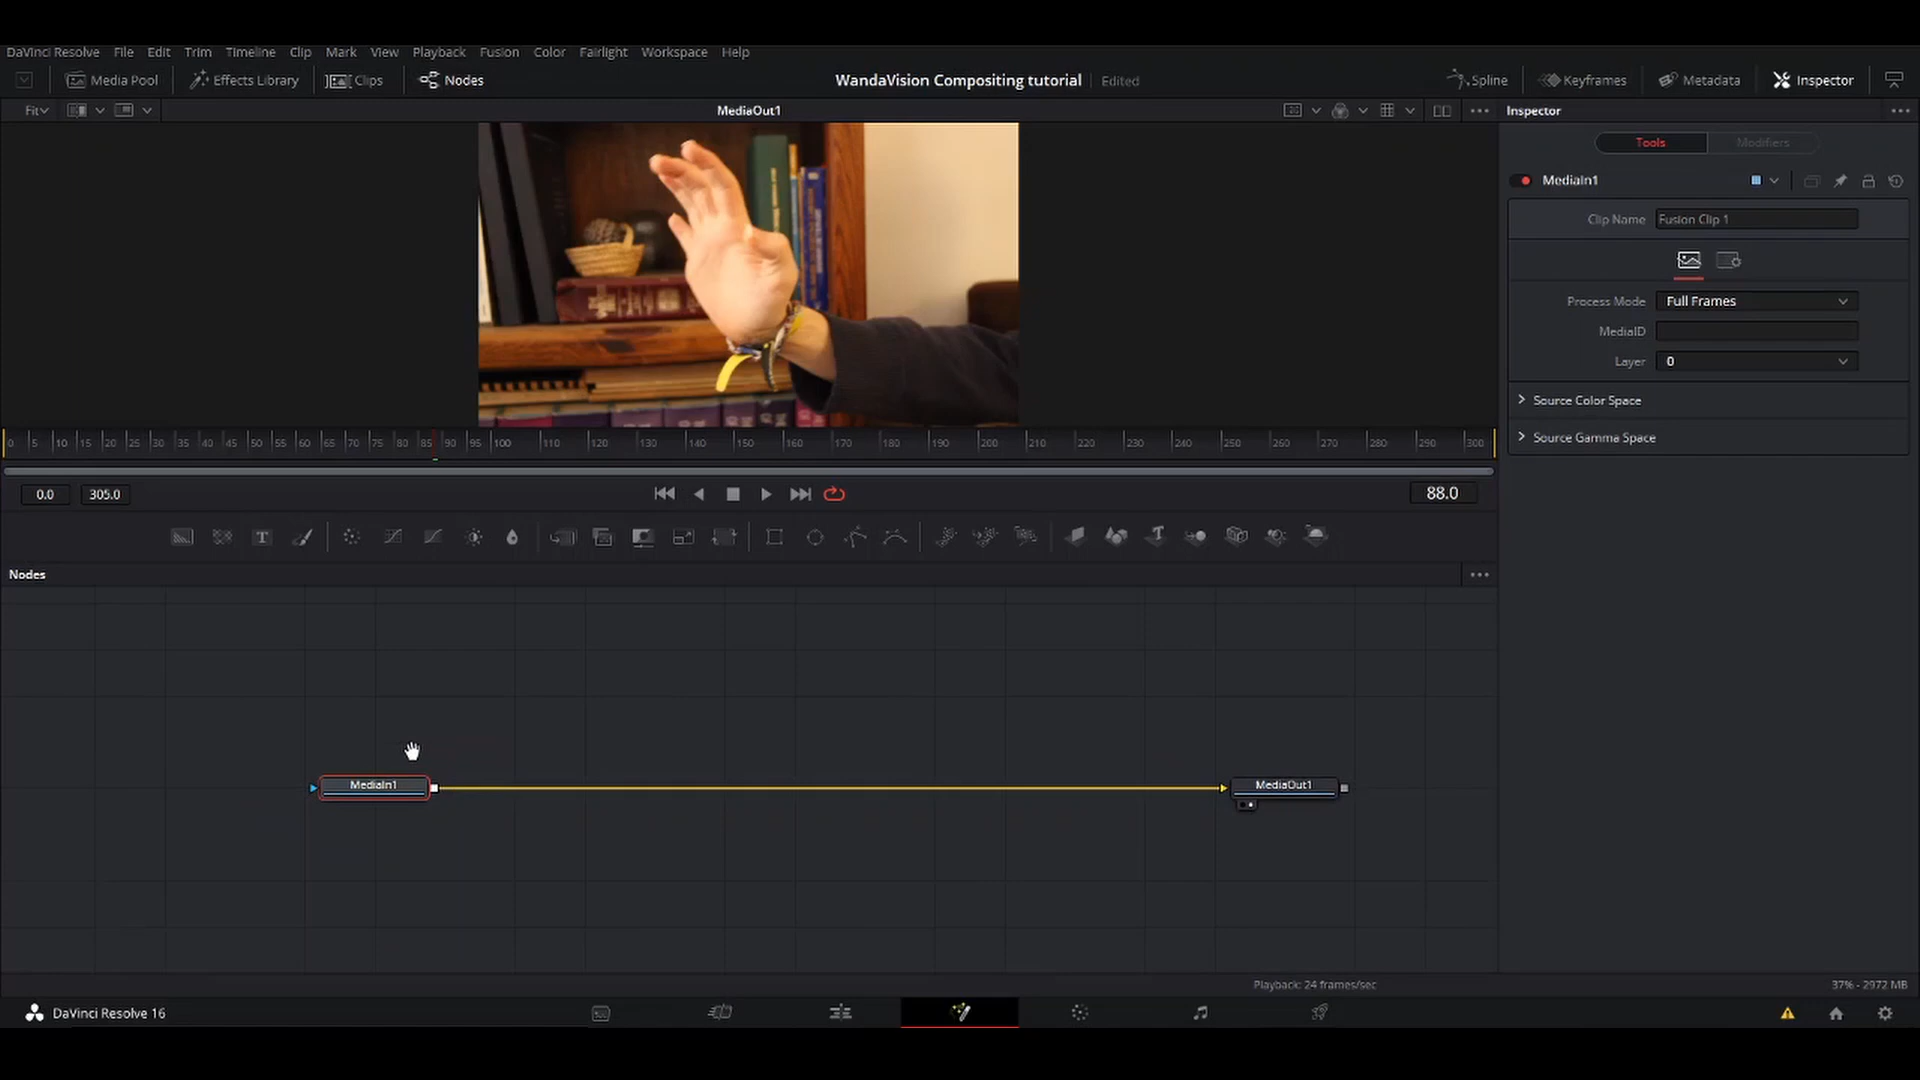 DaVinci Resolve File Edit Trim Timeline Clip Mark View Playback Fusion Color Fairlight Workspace Help
Media Pool Effects Library Clips Nodes WandaVision Compositing tutorial Edited Spline Keyframes Metadata Inspector
Fit MediaOut1 Inspector
Tools Modifiers
MediaIn1
Clip Name Fusion Clip 1
Process Mode Full Frames
MediaID
Layer 0
Source Color Space
Source Gamma Space
0 5 10 15 20 25 30 35 40 45 50 55 60 65 70 75 80 85 90 95 100 110 120 130 140 150 160 170 180 190 200 210 220 230 240 250 260 270 280 290 300
0.0 305.0 88.0
T T
Nodes
MediaIn1 MediaOut1
Playback: 24 frames/sec 37% - 2972 MB
DaVinci Resolve 16